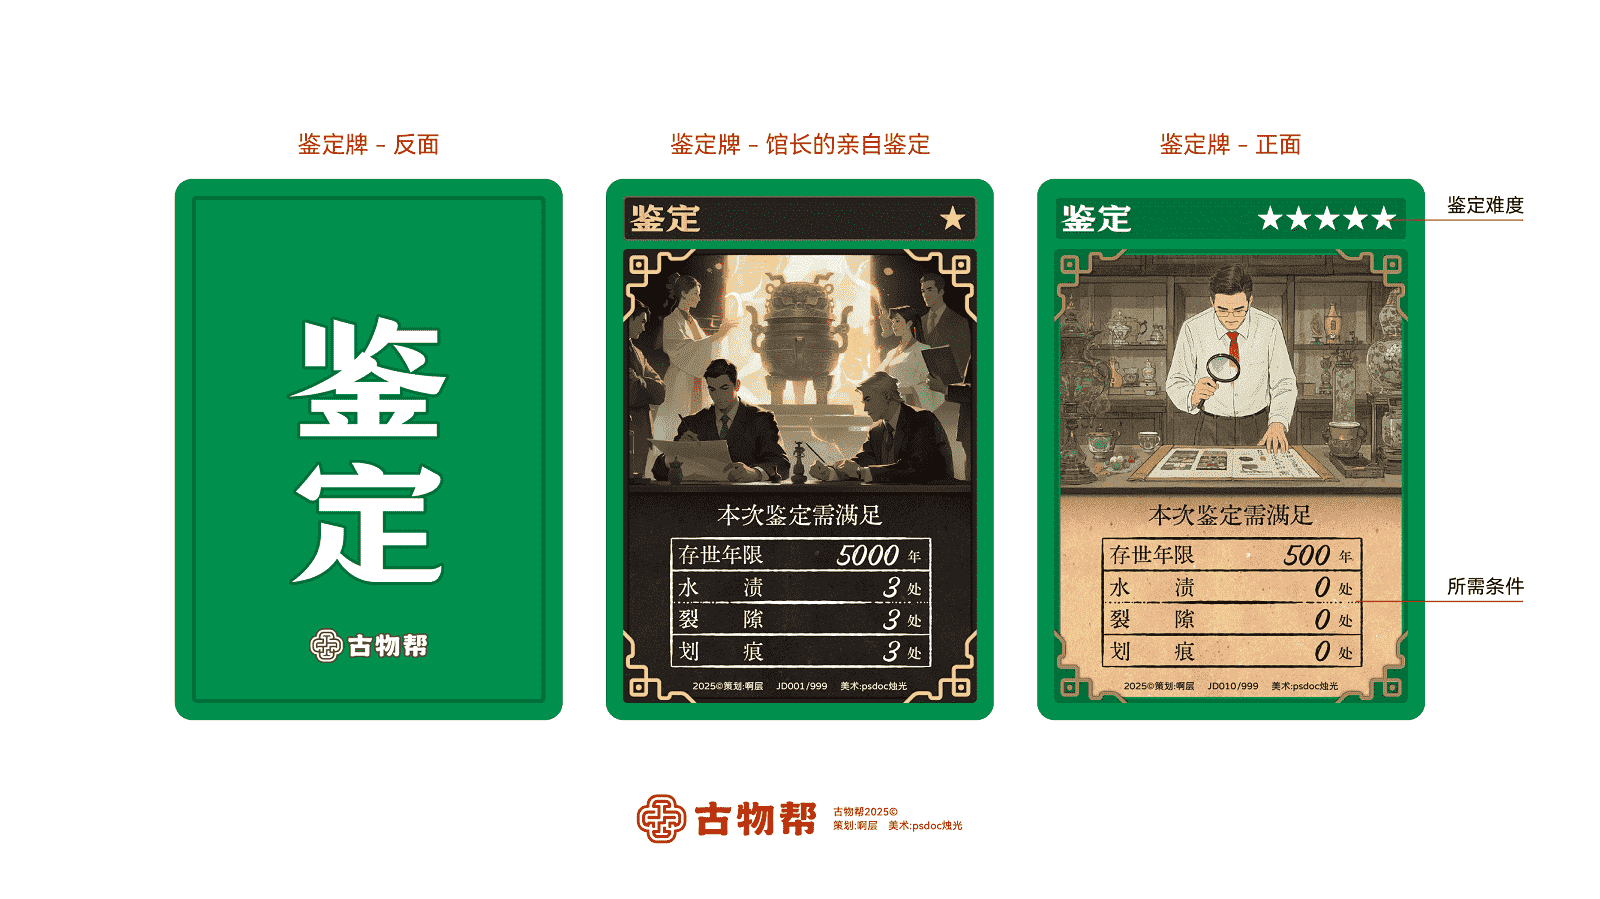 鉴定牌 – 反面
鉴定
古物帮
鉴定牌 – 馆长的亲自鉴定
鉴定 ★
本次鉴定需满足
存世年限 5000 年
水渍 3 处
裂隙 3 处
划痕 3 处
2025©策划:啊层 JD001/999 美术:psdoc烛光
鉴定牌 – 正面
鉴定 ★★★★★
鉴定难度
本次鉴定需满足
存世年限 500 年
水渍 0 处
裂隙 0 处
划痕 0 处
所需条件
2025©策划:啊层 JD010/999 美术:psdoc烛光
古物帮
古物帮2025©
策划:啊层 美术:psdoc烛光